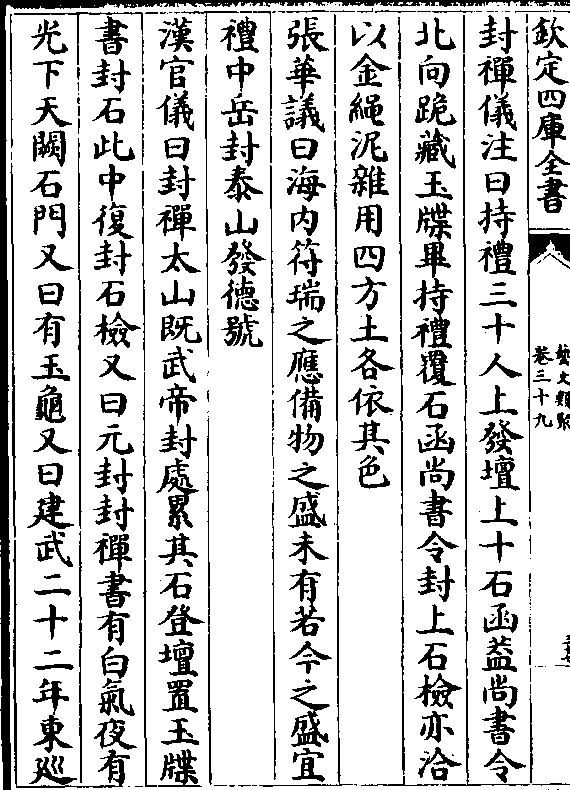 欽定四庫全書
藝文類聚
卷三十九
封禪儀注曰持禮三十人上發壇上十石函葢尚書令
北向跪藏玉牒畢持禮覆石函尚書令封上石檢亦治
以金繩泥雜用四方土各依其色
張華議曰海内符瑞之應備物之盛未有若今之盛宜
禮中岳封泰山發德號
漢官儀曰封禪太山既武帝封處累其石登壇置玉牒
書封石此中復封石檢又曰元封封禪書有白氣夜有
光下天闕石門又曰有玉龜又曰建武二十二年東廵